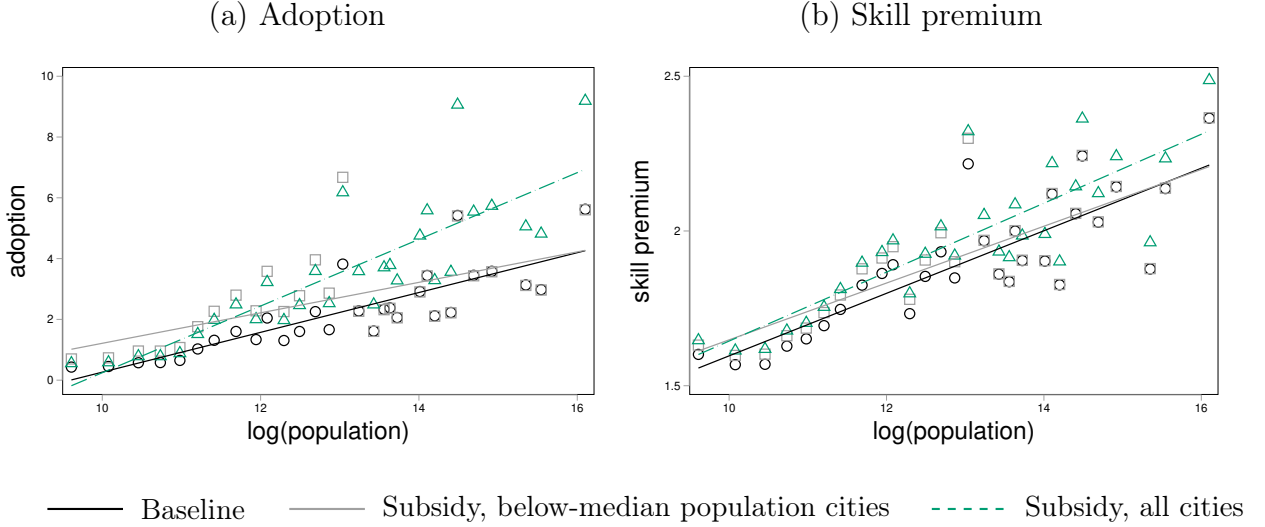 (a) Adoption
(b) Skill premium
10
8
6
4
2
0
adoption
10
12
14
16
log(population)
2.5
2
1.5
skill premium
10
12
14
16
log(population)
Baseline
Subsidy, below-median population cities
Subsidy, all cities